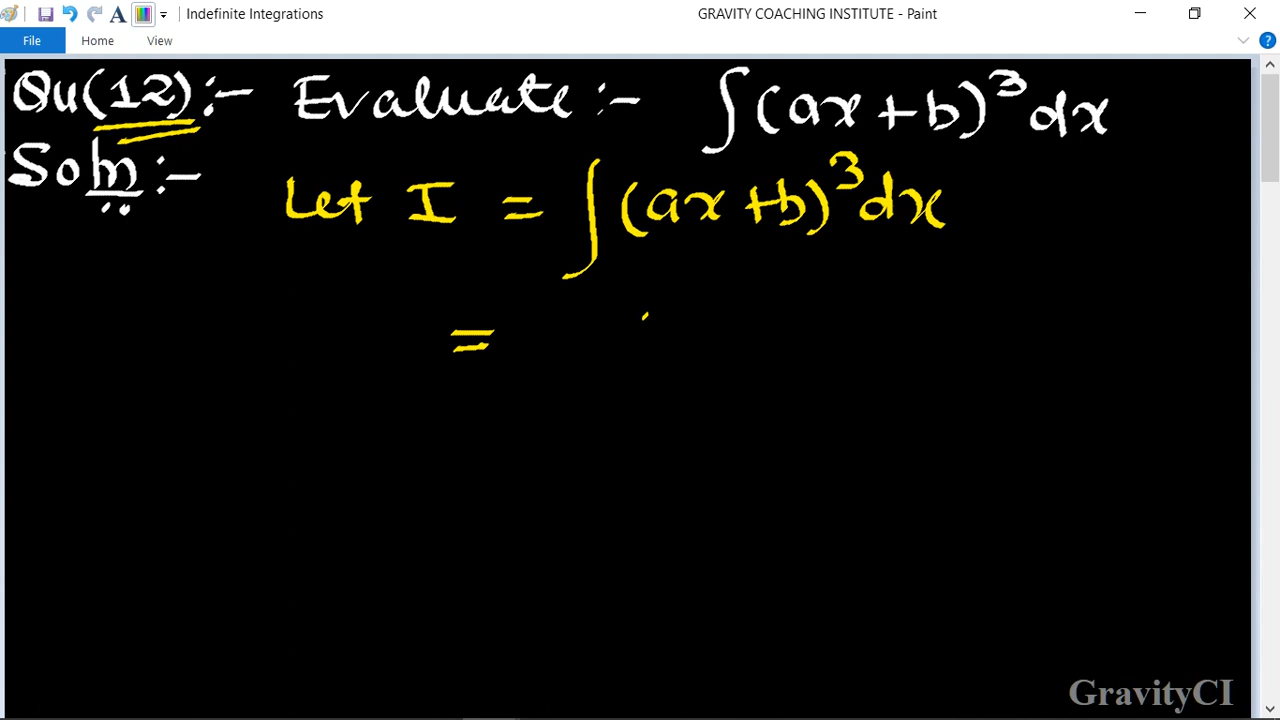 Indefinite Integrations
GRAVITY COACHING INSTITUTE - Paint
File Home View
Qu(12):- Evaluate:- ∫(ax+b)³dx
Soln:-
Let I = ∫(ax+b)³dx
=
GravityCI